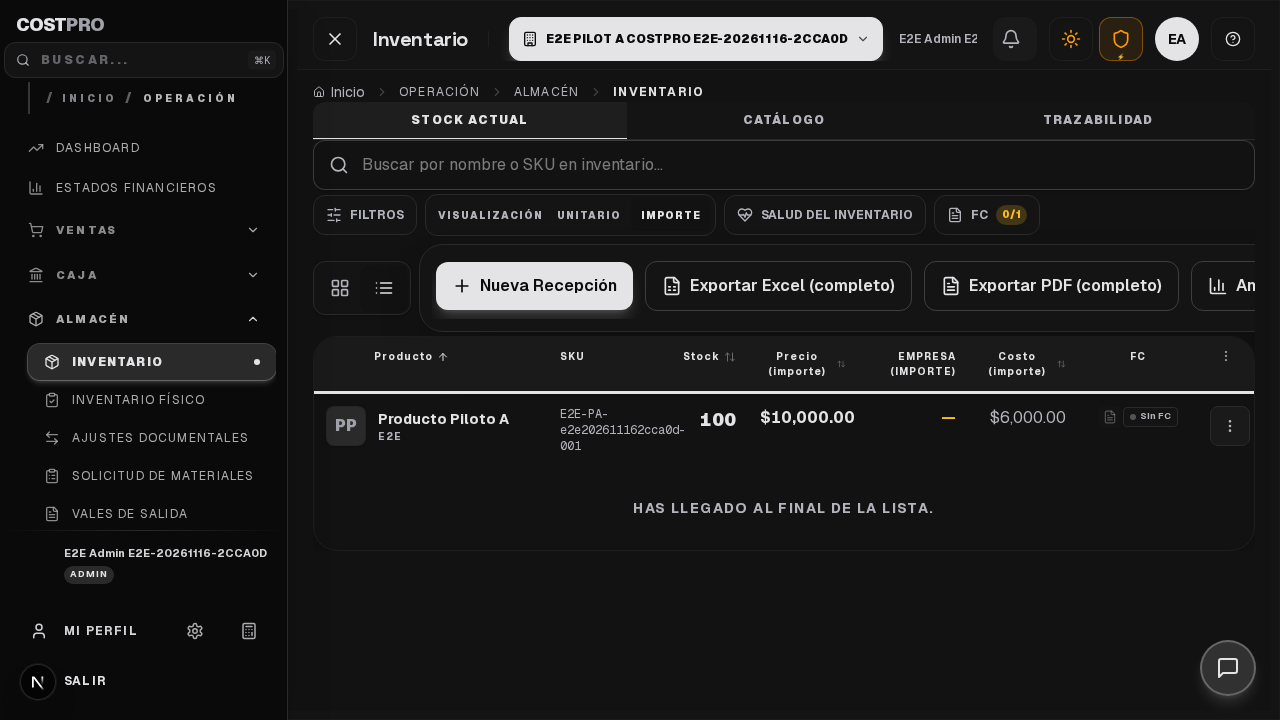 COSTPRO
BUSCAR... ⌘K
/ INICIO / OPERACIÓN
DASHBOARD
ESTADOS FINANCIEROS
VENTAS
CAJA
ALMACÉN
INVENTARIO
INVENTARIO FÍSICO
AJUSTES DOCUMENTALES
SOLICITUD DE MATERIALES
VALES DE SALIDA
E2E Admin E2E-20261116-2CCA0D
ADMIN
MI PERFIL
SALIR
Inventario
E2E PILOT A COSTPRO E2E-20261116-2CCA0D
E2E Admin E2
EA
Inicio > OPERACIÓN > ALMACÉN > INVENTARIO
STOCK ACTUAL CATÁLOGO TRAZABILIDAD
Buscar por nombre o SKU en inventario...
FILTROS VISUALIZACIÓN UNITARIO IMPORTE SALUD DEL INVENTARIO FC 0/1
Nueva Recepción Exportar Excel (completo) Exportar PDF (completo) An
Producto SKU Stock Precio (importe) EMPRESA (IMPORTE) Costo (importe) FC
PP Producto Piloto A
E2E
E2E-PA-
e2e202611162cca0d-
001
100 $10,000.00 — $6,000.00 Sin FC
HAS LLEGADO AL FINAL DE LA LISTA.